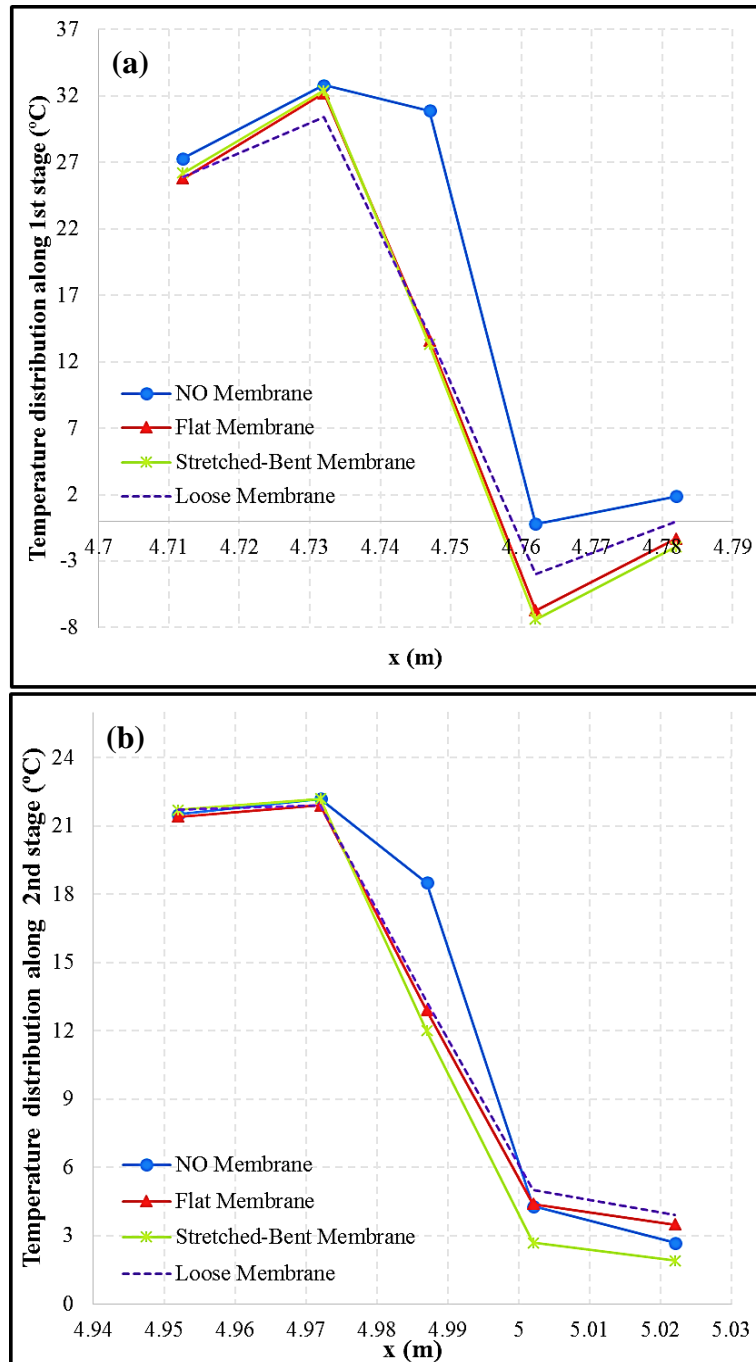 (a)
Temperature distribution along 1st stage (°C)
37
32
27
22
17
12
7
2
-3
-8
NO Membrane
Flat Membrane
Stretched-Bent Membrane
Loose Membrane
4.7 4.71 4.72 4.73 4.74 4.75 4.76 4.77 4.78 4.79
x (m)
(b)
Temperature distribution along 2nd stage (°C)
24
21
18
15
12
9
6
3
0
NO Membrane
Flat Membrane
Stretched-Bent Membrane
Loose Membrane
4.94 4.95 4.96 4.97 4.98 4.99 5 5.01 5.02 5.03
x (m)